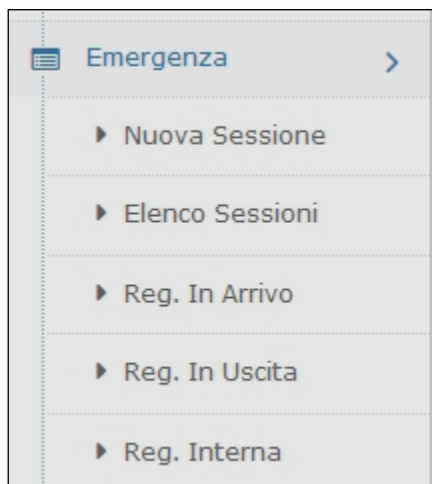 Emergenza
Nuova Sessione
Elenco Sessioni
Reg. In Arrivo
Reg. In Uscita
Reg. Interna